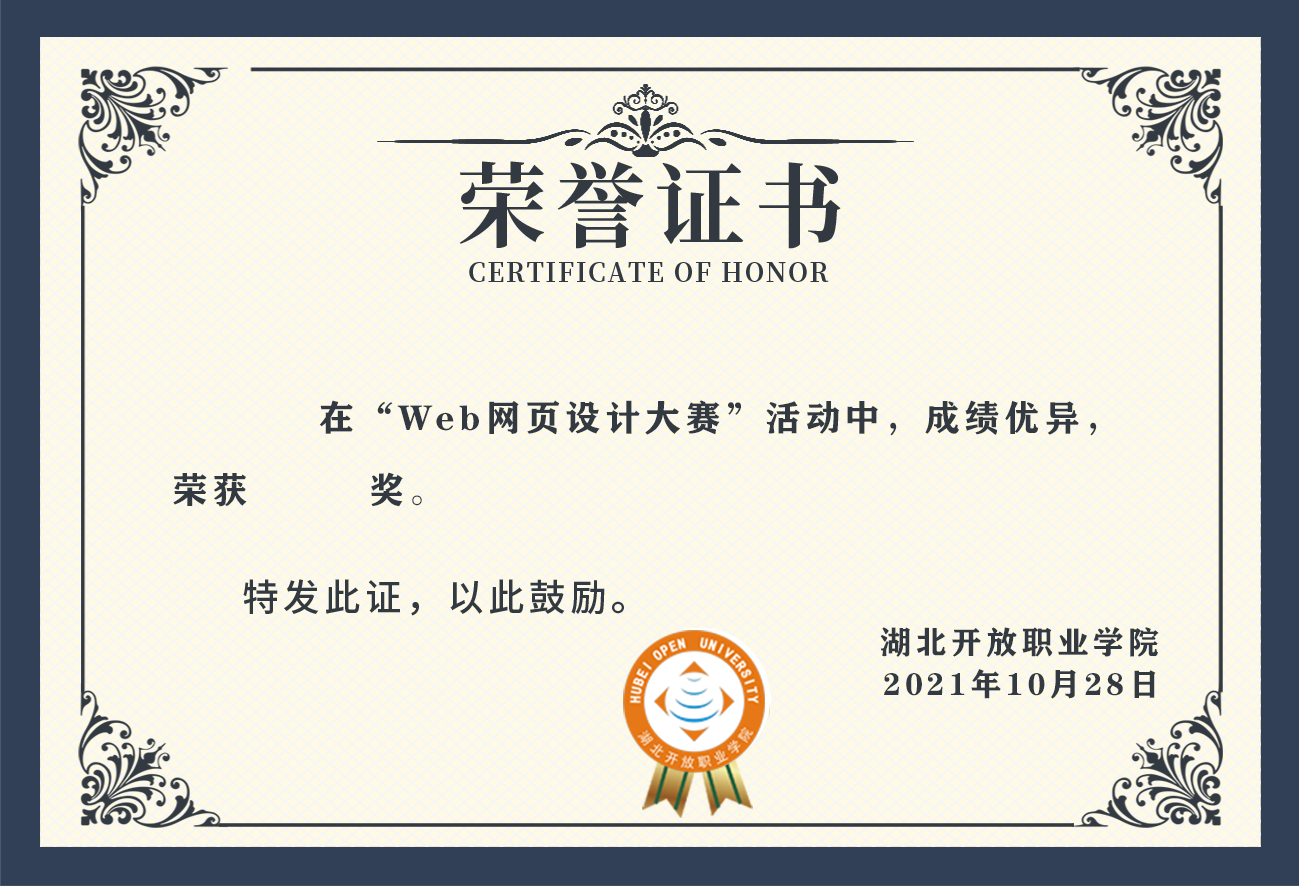 荣誉证书
CERTIFICATE OF HONOR
在“Web网页设计大赛”活动中，成绩优异，
荣获 奖。
特发此证，以此鼓励。
湖北开放职业学院
2021年10月28日
HUBEI OPEN UNIVERSITY
湖北开放职业学院